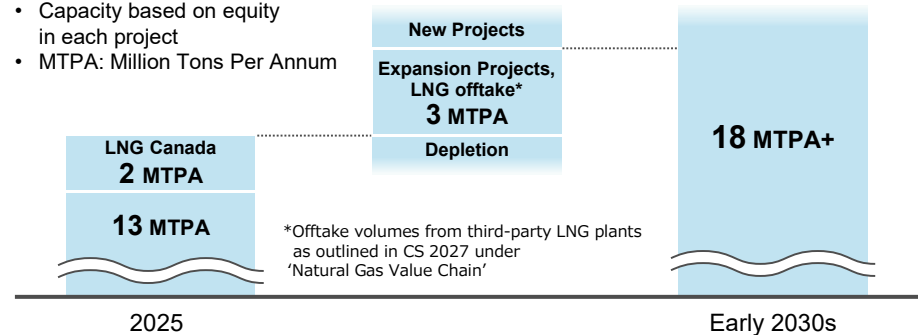 • Capacity based on equity
in each project
• MTPA: Million Tons Per Annum
New Projects
Expansion Projects,
LNG offtake*
3 MTPA
Depletion
LNG Canada
2 MTPA
13 MTPA
18 MTPA+
*Offtake volumes from third-party LNG plants
as outlined in CS 2027 under
‘Natural Gas Value Chain’
2025
Early 2030s